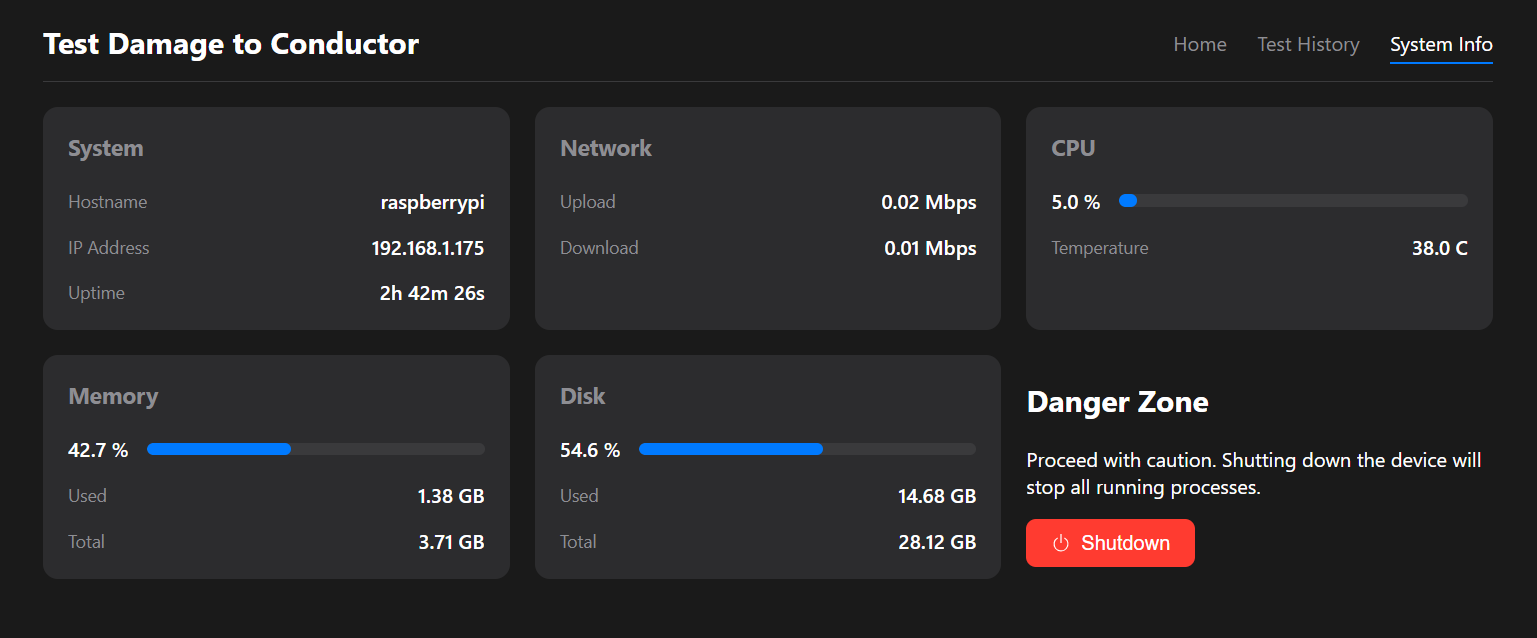 Test Damage to Conductor
Home Test History System Info
System
Hostname raspberrypi
IP Address 192.168.1.175
Uptime 2h 42m 26s
Network
Upload 0.02 Mbps
Download 0.01 Mbps
CPU
5.0 %
Temperature 38.0 C
Memory
42.7 %
Used 1.38 GB
Total 3.71 GB
Disk
54.6 %
Used 14.68 GB
Total 28.12 GB
Danger Zone
Proceed with caution. Shutting down the device will
stop all running processes.
Shutdown